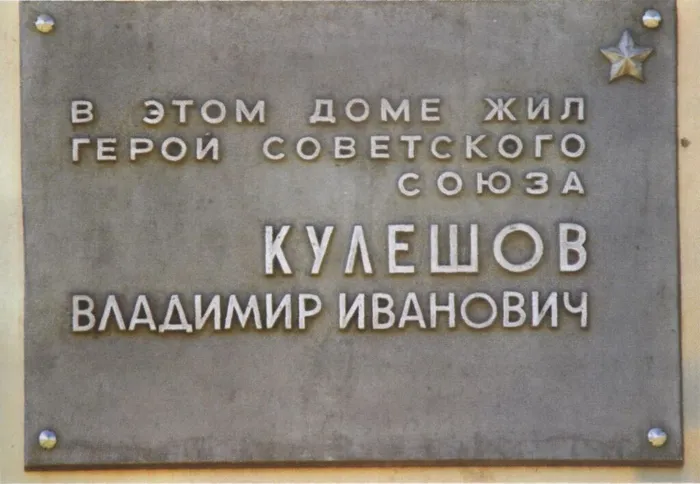 В ЭТОМ ДОМЕ ЖИЛ
ГЕРОЙ СОВЕТСКОГО
СОЮЗА
КУЛЕШОВ
ВЛАДИМИР ИВАНОВИЧ